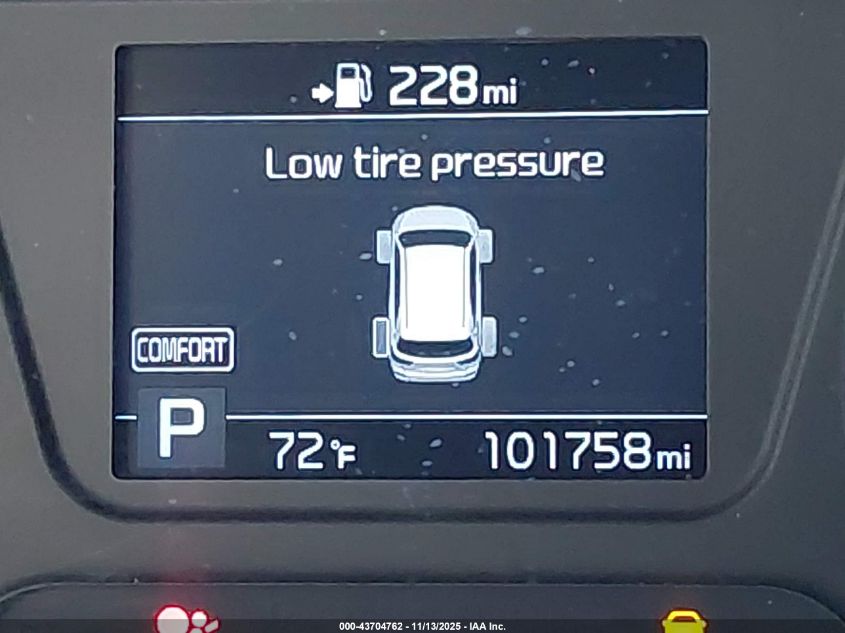 228mi
Low tire pressure
COMFORT
P
72°F
101758mi
000-43704762 - 11/13/2025 - IAA Inc.